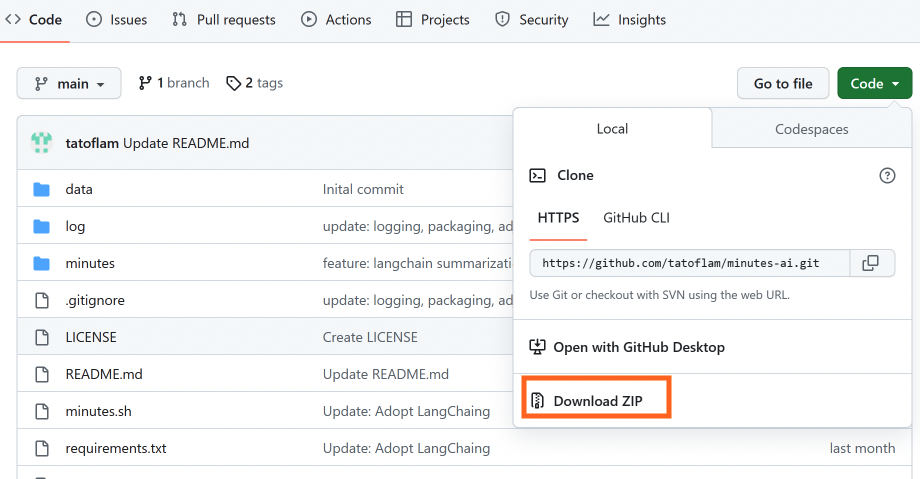 Code Issues Pull requests Actions Projects Security Insights
main 1 branch 2 tags Go to file Code
Local Codespaces
tatoflam Update README.md
Clone
data Inital commit
HTTPS GitHub CLI
log update: logging, packaging, ad
https://github.com/tatoflam/minutes-ai.git
minutes feature: langchain summarizati
Use Git or checkout with SVN using the web URL.
.gitignore update: logging, packaging, ad
LICENSE Create LICENSE
Open with GitHub Desktop
README.md Update README.md
Download ZIP
minutes.sh Update: Adopt LangChaing
requirements.txt Update: Adopt LangChaing last month